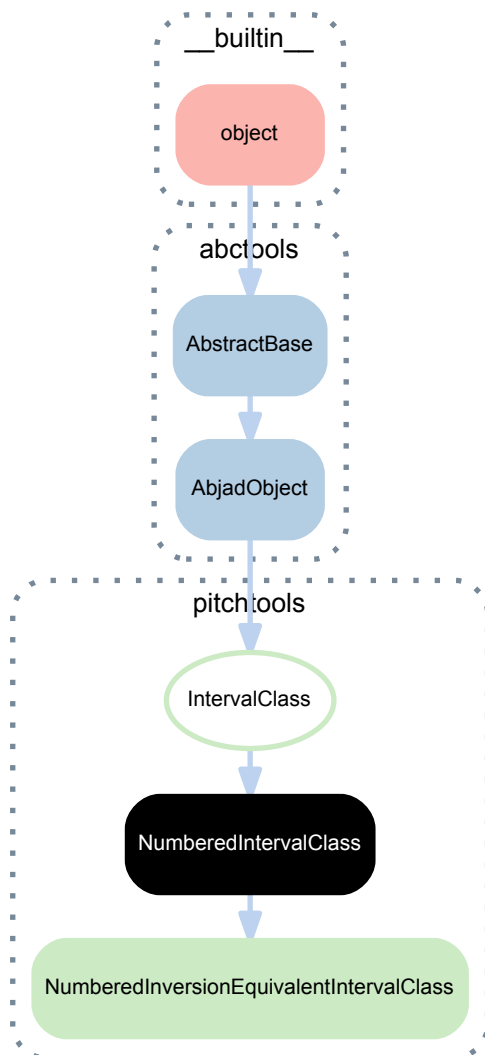 __builtin__
object
abctools
AbstractBase
AbjadObject
pitchtools
IntervalClass
NumberedIntervalClass
NumberedInversionEquivalentIntervalClass